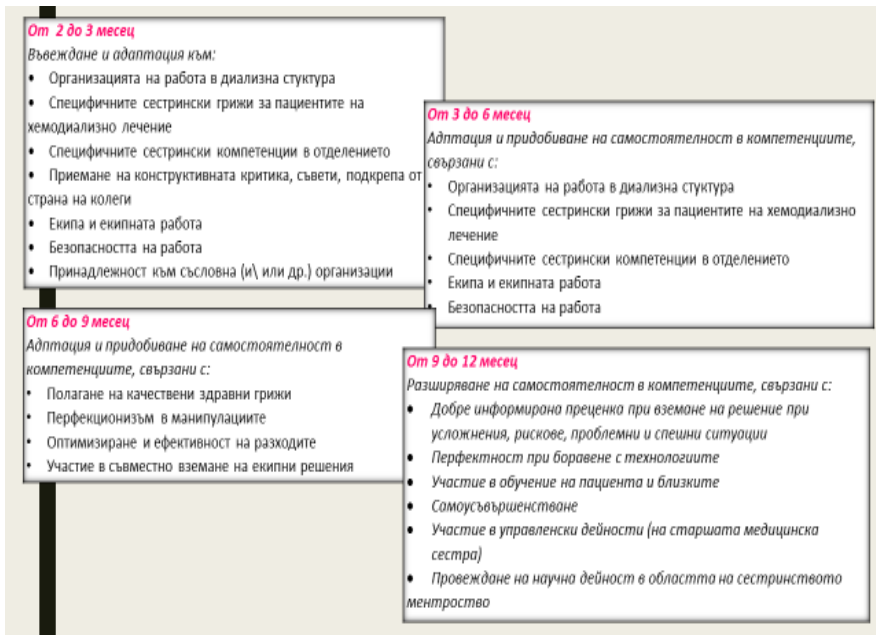 От 2 до 3 месец
Въвеждане и адаптация към:
• Организацията на работа в диализна стуктура
• Специфичните сестрински грижи за пациентите на
хемодиализно лечение
• Специфичните сестрински компетенции в отделението
• Приемане на конструктивната критика, съвети, подкрепа от
страна на колеги
• Екипа и екипната работа
• Безопасността на работа
• Принадлежност към съсловна (и\ или др.) организации
От 3 до 6 месец
Адптация и придобиване на самостоятелност в компетенциите,
свързани с:
• Организацията на работа в диализна стуктура
• Специфичните сестрински грижи за пациентите на хемодиализно
лечение
• Специфичните сестрински компетенции в отделението
• Екипа и екипната работа
• Безопасността на работа
От 6 до 9 месец
Адптация и придобиване на самостоятелност в
компетенциите, свързани с:
• Полагане на качествени здравни грижи
• Перфекционизъм в манипулациите
• Оптимизиране и ефективност на разходите
• Участие в съвместно вземане на екипни решения
От 9 до 12 месец
Разширяване на самостоятелност в компетенциите, свързани с:
• Добре информирана преценка при вземане на решение при
усложнения, рискове, проблемни и спешни ситуации
• Перфектност при боравене с технологиите
• Участие в обучение на пациента и близките
• Самоусъвършенстване
• Участие в управленски дейности (на старшата медицинска
сестра)
• Провеждане на научна дейност в областта на сестринството
ментроство